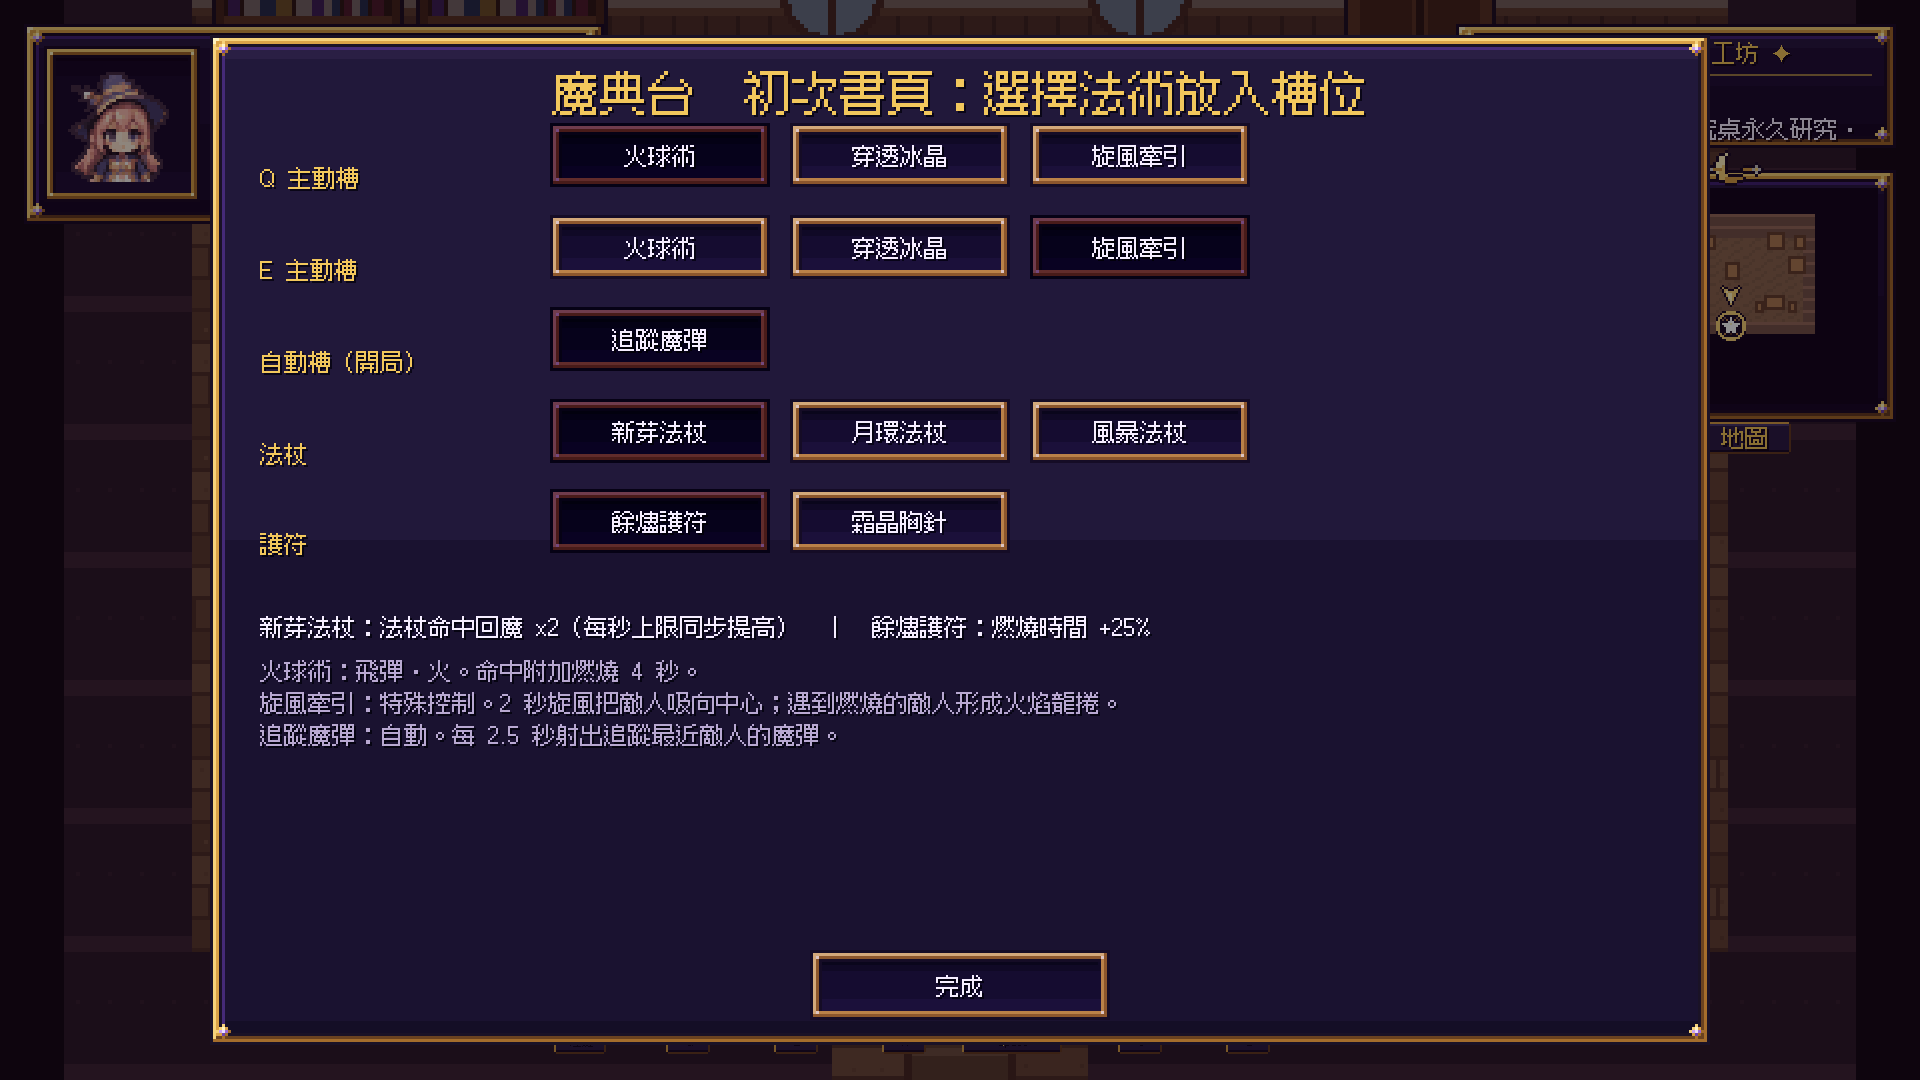 魔典台　初次書頁：選擇法術放入槽位
工坊 ✦
Q 主動槽 火球術 穿透冰晶 旋風牽引
桌永久研究・
E 主動槽 火球術 穿透冰晶 旋風牽引
自動槽（開局） 追蹤魔彈
法杖 新芽法杖 月環法杖 風暴法杖
地圖
護符 餘燼護符 霜晶胸針
新芽法杖：法杖命中回魔 x2（每秒上限同步提高） | 餘燼護符：燃燒時間 +25%
火球術：飛彈・火。命中附加燃燒 4 秒。
旋風牽引：特殊控制。2 秒旋風把敵人吸向中心；遇到燃燒的敵人形成火焰龍捲。
追蹤魔彈：自動。每 2.5 秒射出追蹤最近敵人的魔彈。
完成